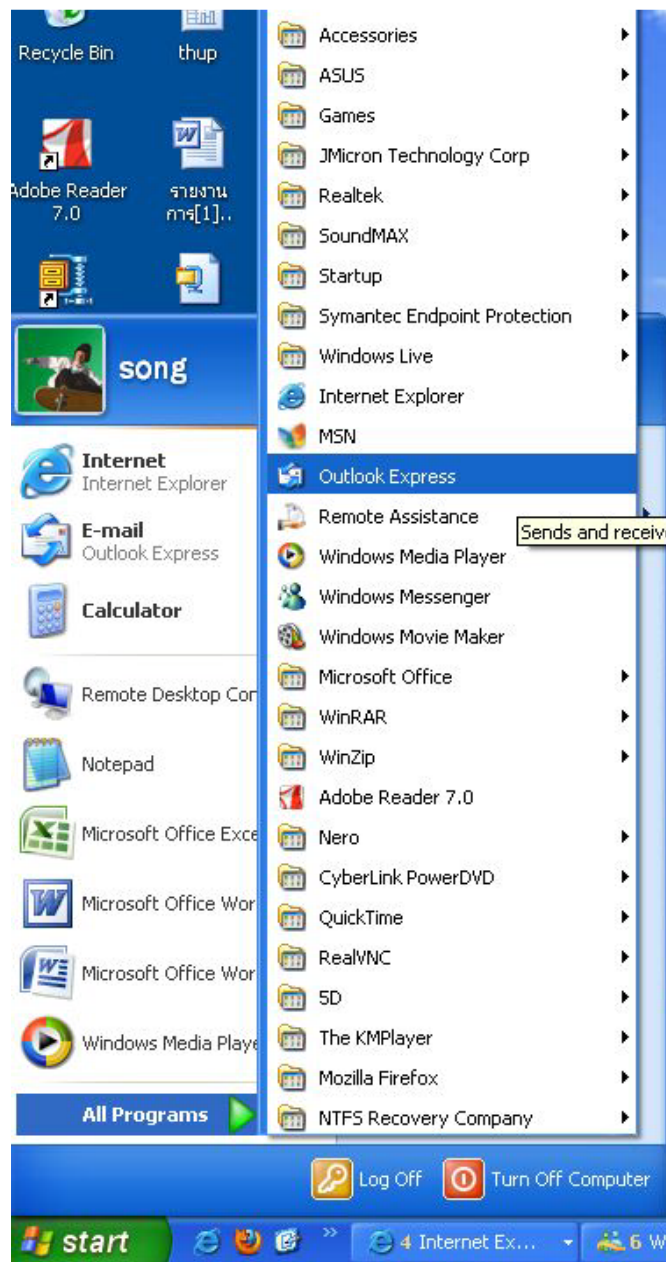 Recycle Bin
thup
Adobe Reader
7.0
รายงาน
การ[1]..
song
Internet
Internet Explorer
E-mail
Outlook Express
Calculator
Remote Desktop Con
Notepad
Microsoft Office Exce
Microsoft Office Wor
Microsoft Office Wor
Windows Media Playe
All Programs
Accessories
ASUS
Games
JMicron Technology Corp
Realtek
SoundMAX
Startup
Symantec Endpoint Protection
Windows Live
Internet Explorer
MSN
Outlook Express
Remote Assistance
Sends and receive
Windows Media Player
Windows Messenger
Windows Movie Maker
Microsoft Office
WinRAR
WinZip
Adobe Reader 7.0
Nero
CyberLink PowerDVD
QuickTime
RealVNC
5D
The KMPlayer
Mozilla Firefox
NTFS Recovery Company
Log Off
Turn Off Computer
start
4 Internet Ex...
6 W